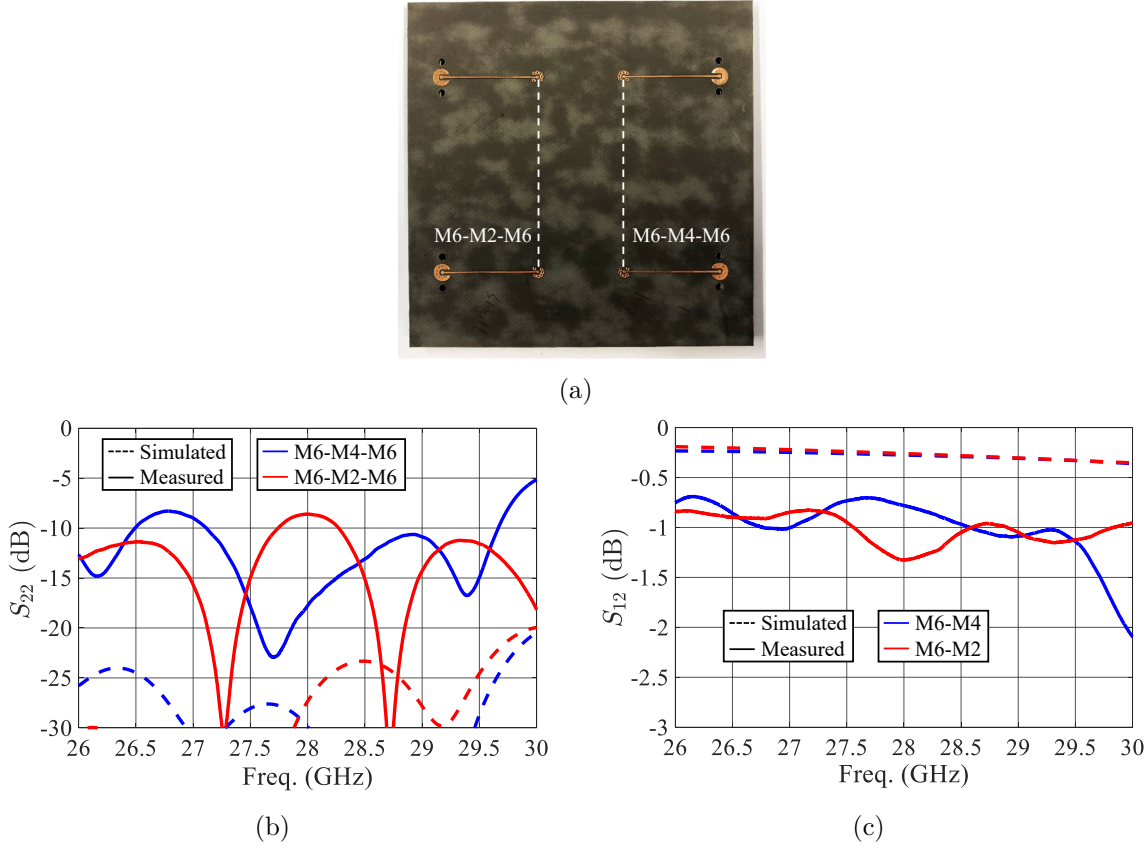 M6-M2-M6
M6-M4-M6
(a)
0
-5
-10
-15
-20
-25
-30
S22 (dB)
Simulated
Measured
M6-M4-M6
M6-M2-M6
26 26.5 27 27.5 28 28.5 29 29.5 30
Freq. (GHz)
(b)
0
-0.5
-1
-1.5
-2
-2.5
-3
S12 (dB)
Simulated
Measured
M6-M4
M6-M2
26 26.5 27 27.5 28 28.5 29 29.5 30
Freq. (GHz)
(c)